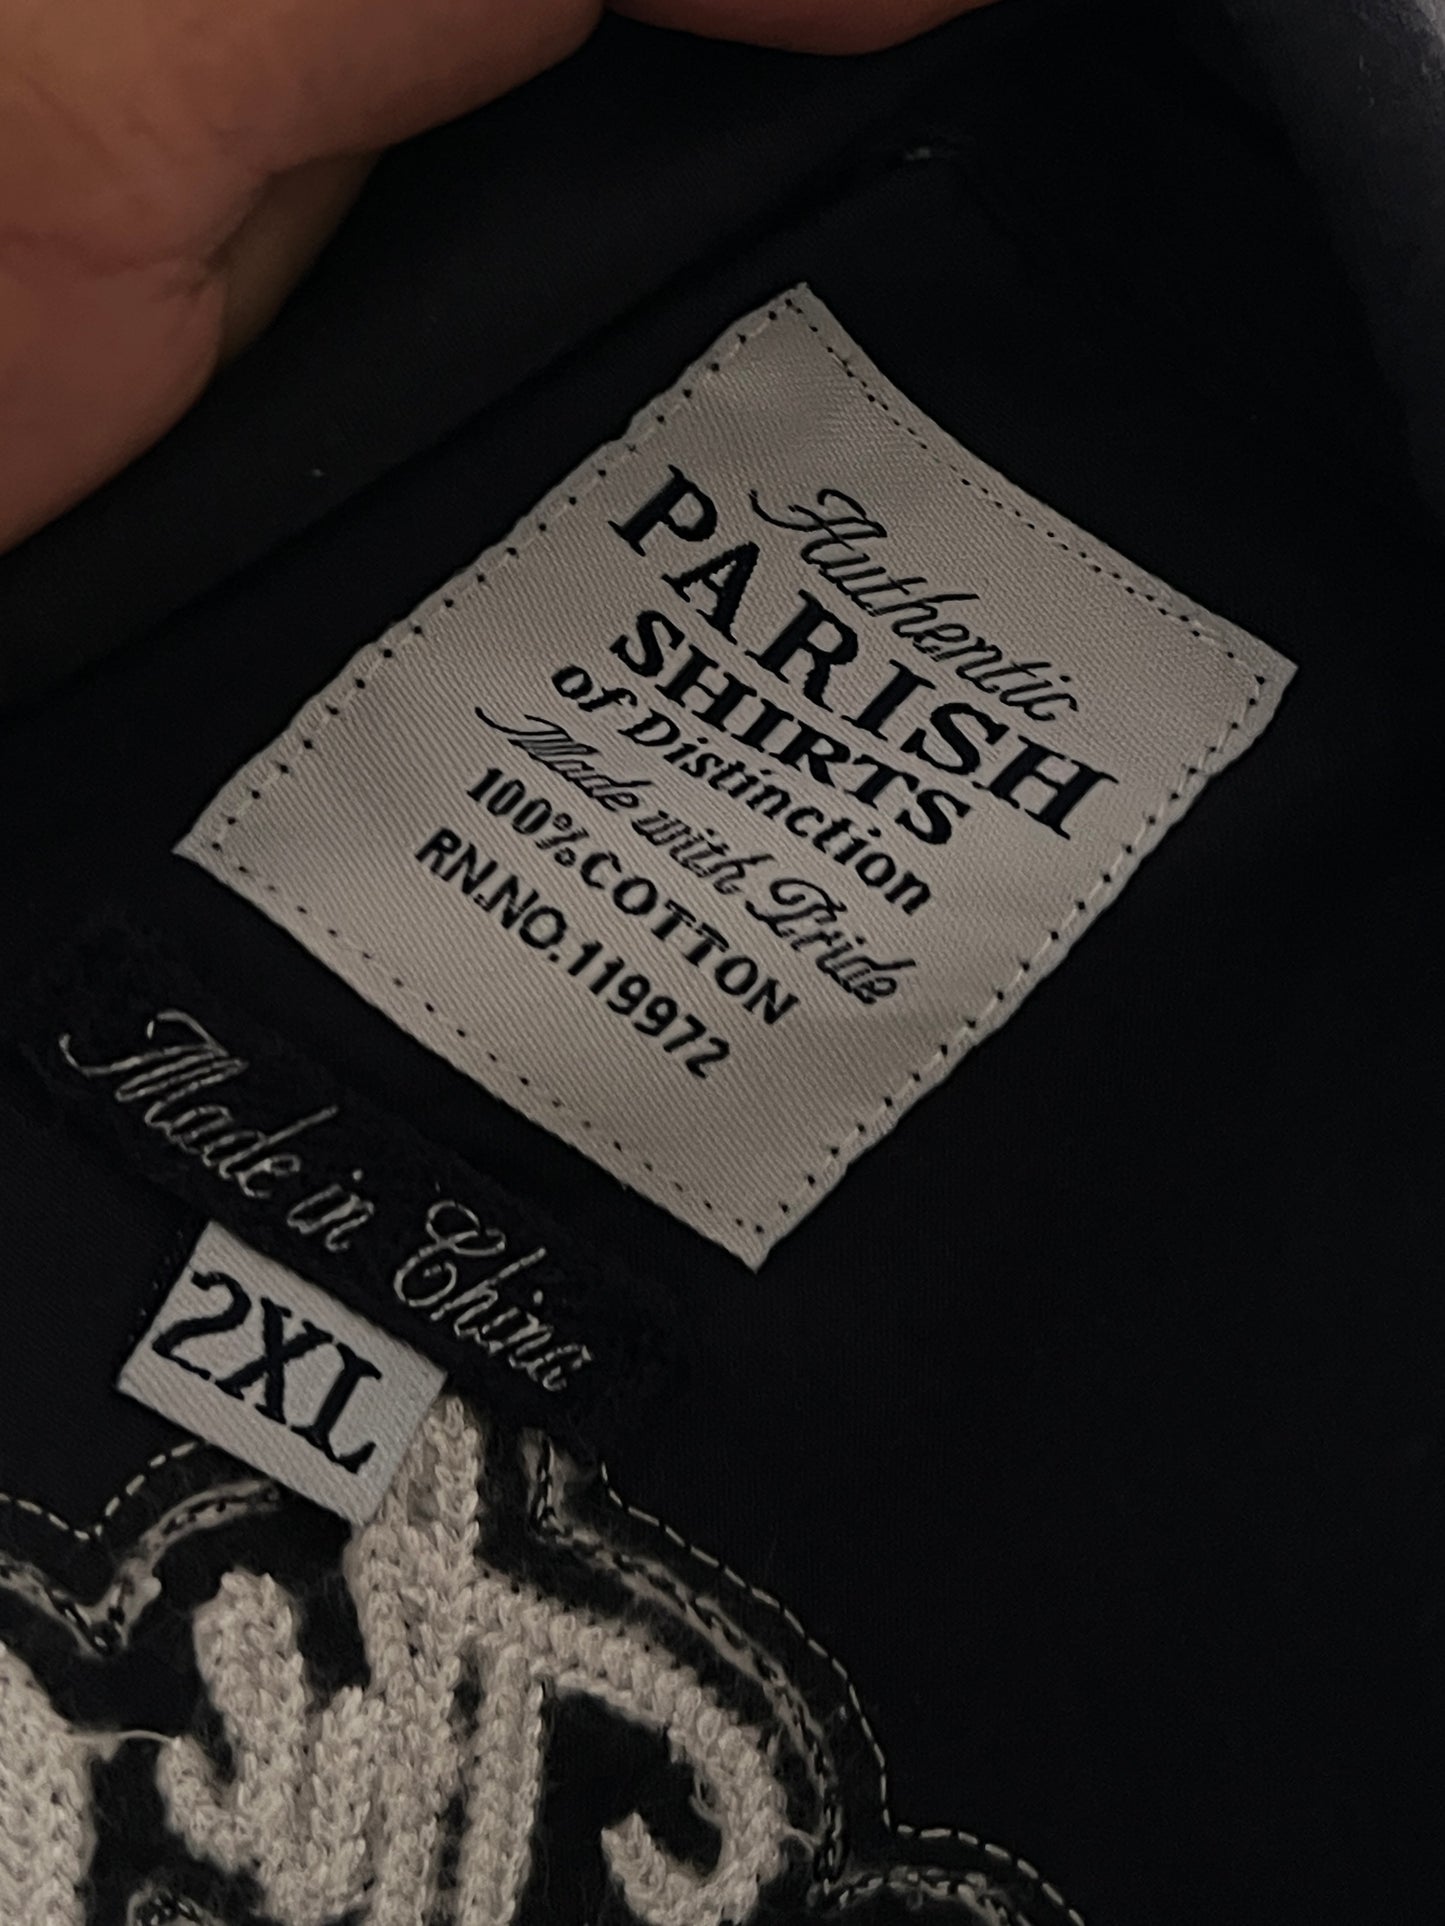 Authentic
PARISH
SHIRTS
of Distinction
Made with Pride
100% COTTON
RN.NO.119972
Made in China
2XL